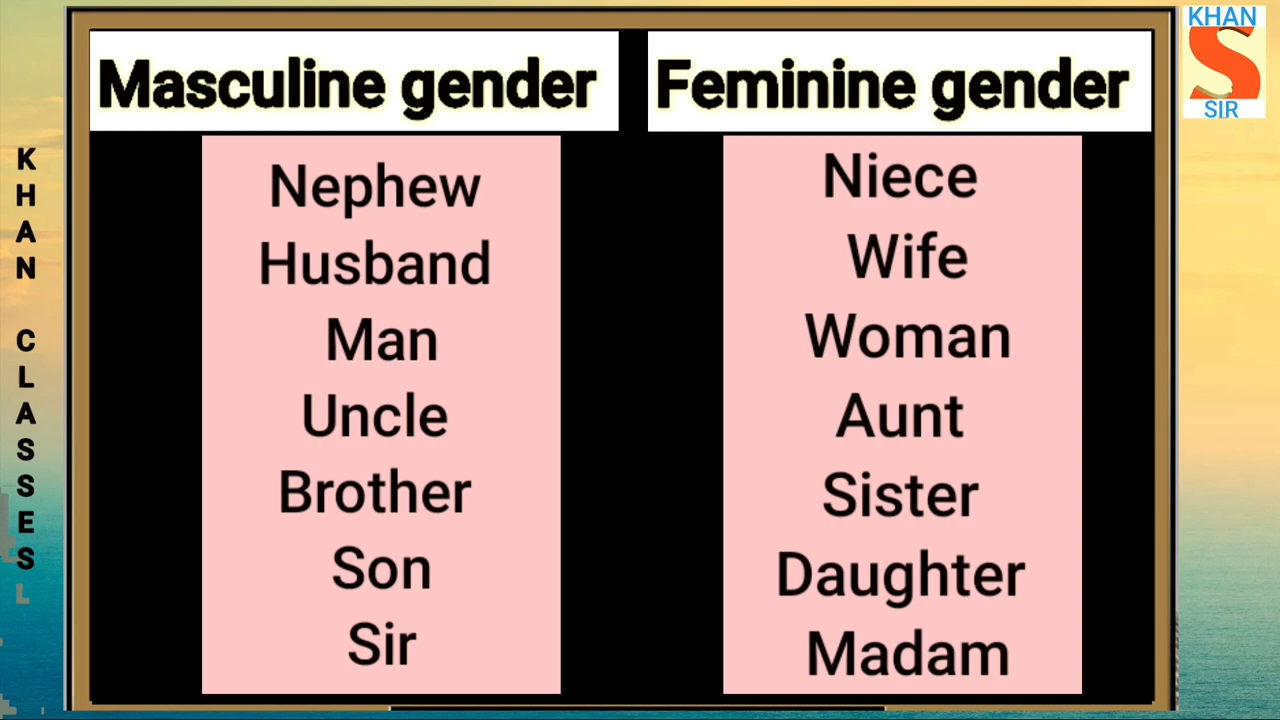 Masculine gender
Feminine gender
KHAN
S
SIR
KHAN CLASSES
Nephew
Niece
Husband
Wife
Man
Woman
Uncle
Aunt
Brother
Sister
Son
Daughter
Sir
Madam